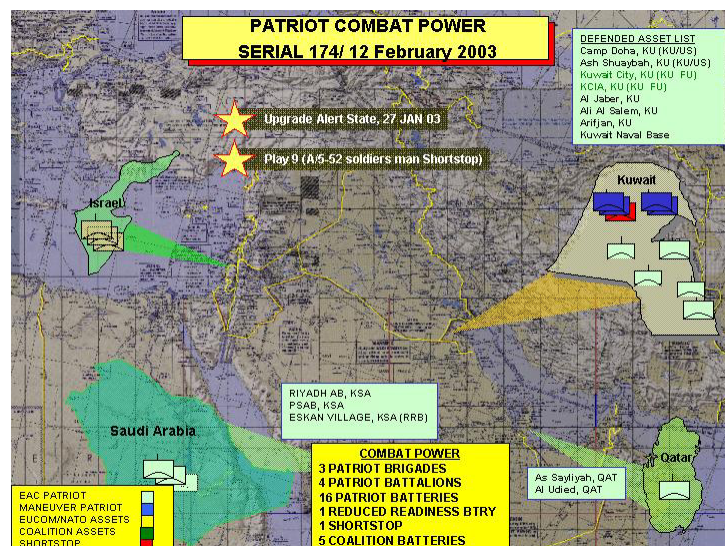 PATRIOT COMBAT POWER
SERIAL 174/ 12 February 2003
DEFENDED ASSET LIST
Camp Doha, KU (KU/US)
Ash Shuaybah, KU (KU/US)
Kuwait City, KU (KU FU)
KCIA, KU (KU FU)
Al Jaber, KU
Ali Al Salem, KU
Arifjan, KU
Kuwait Naval Base
Upgrade Alert State, 27 JAN 03
Play 9 (A/5-52 soldiers man Shortstop)
Israel
Kuwait
RIYADH AB, KSA
PSAB, KSA
ESKAN VILLAGE, KSA (RRB)
Saudi Arabia
COMBAT POWER
3 PATRIOT BRIGADES
4 PATRIOT BATTALIONS
16 PATRIOT BATTERIES
1 REDUCED READINESS BTRY
1 SHORTSTOP
5 COALITION BATTERIES
As Sayliyah, QAT
Al Udied, QAT
Qatar
EAC PATRIOT
MANEUVER PATRIOT
EUCOM/NATO ASSETS
COALITION ASSETS
SHORTSTOP